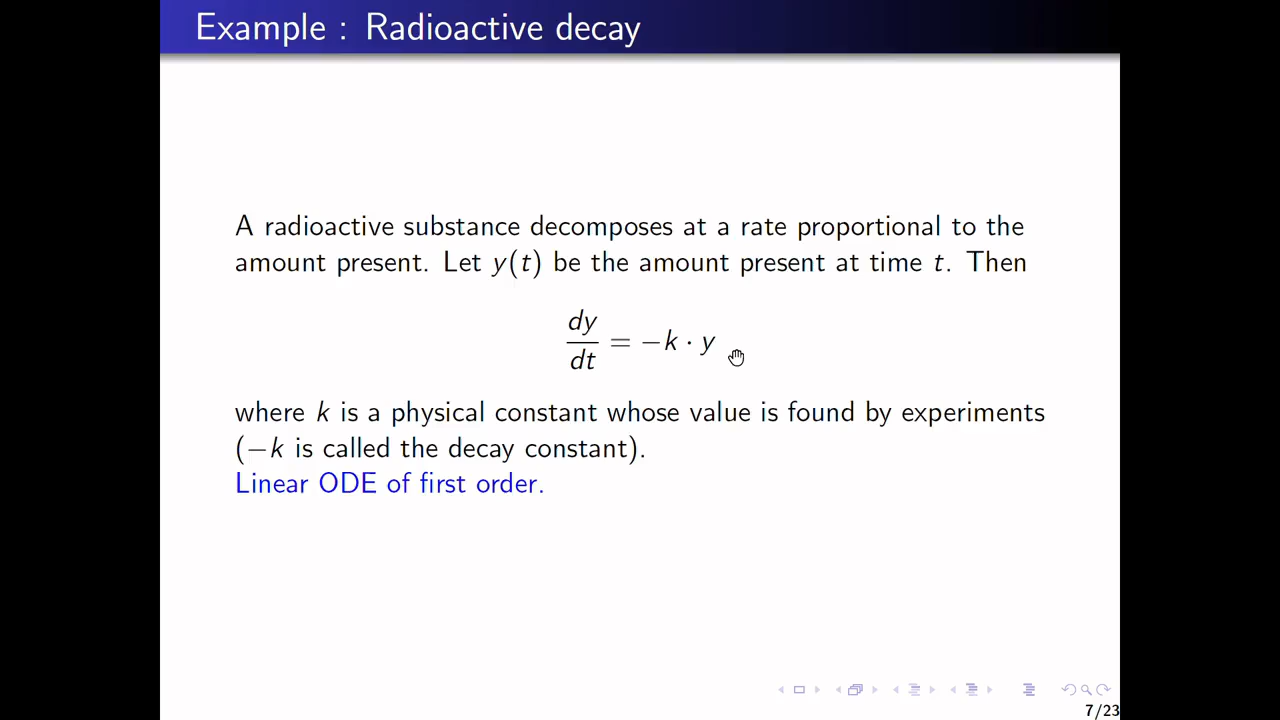 Example : Radioactive decay
A radioactive substance decomposes at a rate proportional to the
amount present. Let y(t) be the amount present at time t. Then
dy/dt = −k · y
where k is a physical constant whose value is found by experiments
(−k is called the decay constant).
Linear ODE of first order.
7/23